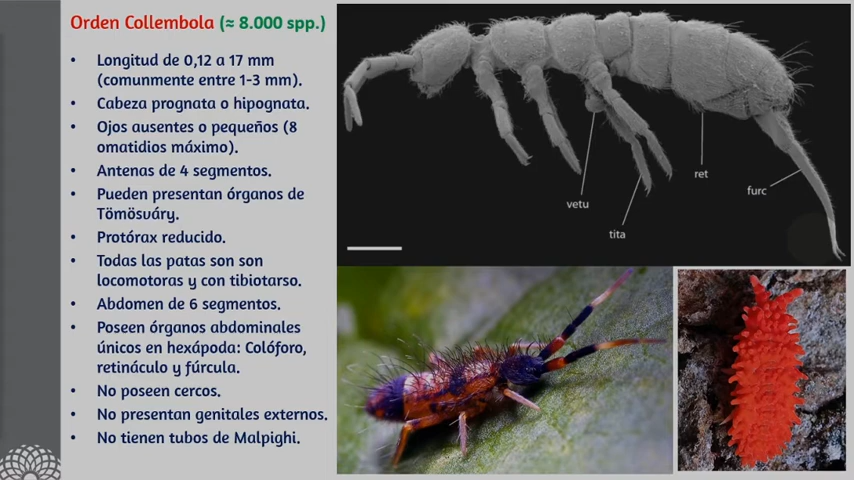 Orden Collembola (≈ 8.000 spp.)
• Longitud de 0,12 a 17 mm
(comunmente entre 1-3 mm).
• Cabeza prognata o hipognata.
• Ojos ausentes o pequeños (8
omatidios máximo).
• Antenas de 4 segmentos.
• Pueden presentan órganos de
Tömösváry.
• Protórax reducido.
• Todas las patas son son
locomotoras y con tibiotarso.
• Abdomen de 6 segmentos.
• Poseen órganos abdominales
únicos en hexápoda: Colóforo,
retináculo y fúrcula.
• No poseen cercos.
• No presentan genitales externos.
• No tienen tubos de Malpighi.
vetu
tita
ret
furc